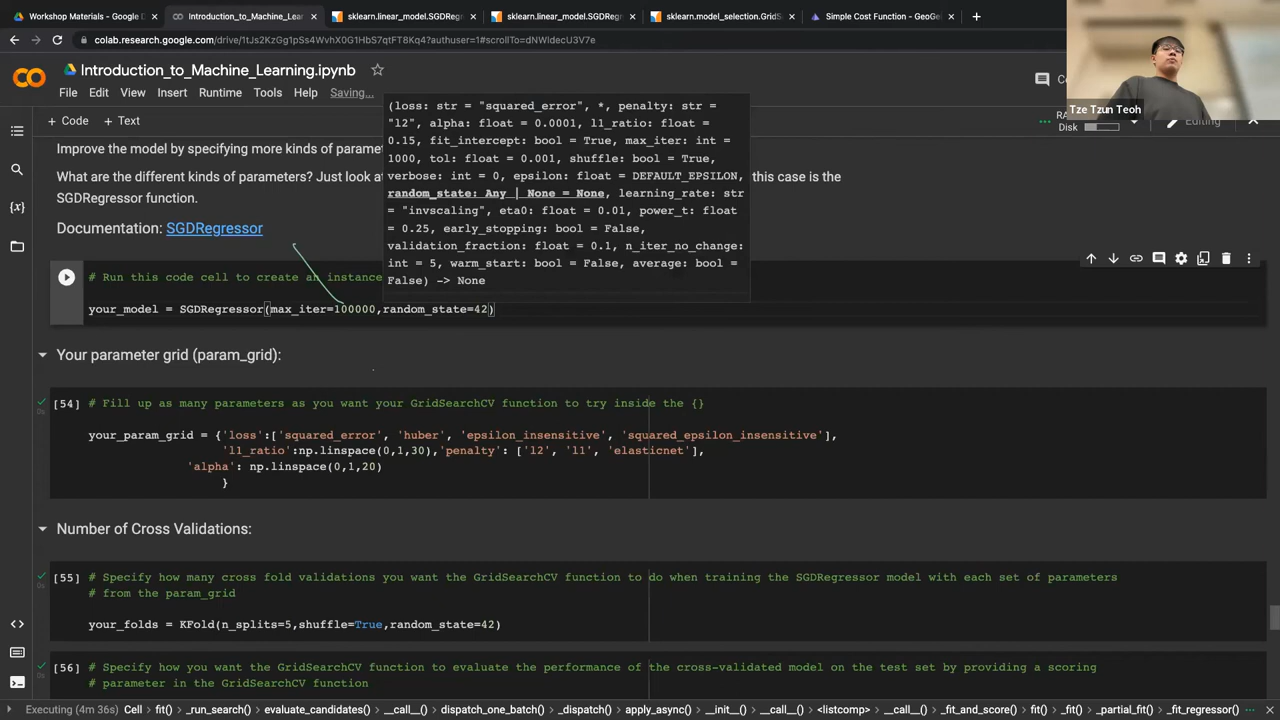 Workshop Materials - Google D
Introduction_to_Machine_Learni
sklearn.linear_model.SGDRegr
sklearn.linear_model.SGDRegr
sklearn.model_selection.GridS
Simple Cost Function – GeoGe
colab.research.google.com/drive/1tJs2KzGg1pSs4WvhX0G1HbS7qtFT8Kq4?authuser=1#scrollTo=dNWidecU3V7e
Introduction_to_Machine_Learning.ipynb
File Edit View Insert Runtime Tools Help Saving...
Tze Tzun Teoh
+ Code + Text
RA
Disk
Editing
(loss: str = "squared_error", *, penalty: str =
"l2", alpha: float = 0.0001, l1_ratio: float =
0.15, fit_intercept: bool = True, max_iter: int =
1000, tol: float = 0.001, shuffle: bool = True,
verbose: int = 0, epsilon: float = DEFAULT_EPSILON,
random_state: Any | None = None, learning_rate: str
= "invscaling", eta0: float = 0.01, power_t: float
= 0.25, early_stopping: bool = False,
validation_fraction: float = 0.1, n_iter_no_change:
int = 5, warm_start: bool = False, average: bool =
False) -> None
Improve the model by specifying more kinds of parame
What are the different kinds of parameters? Just look a
this case is the
SGDRegressor function.
Documentation: SGDRegressor
# Run this code cell to create an instance
your_model = SGDRegressor(max_iter=100000,random_state=42)
Your parameter grid (param_grid):
[54] # Fill up as many parameters as you want your GridSearchCV function to try inside the {}
your_param_grid = {'loss':['squared_error', 'huber', 'epsilon_insensitive', 'squared_epsilon_insensitive'],
'l1_ratio':np.linspace(0,1,30),'penalty': ['l2', 'l1', 'elasticnet'],
'alpha': np.linspace(0,1,20)
}
Number of Cross Validations:
[55] # Specify how many cross fold validations you want the GridSearchCV function to do when training the SGDRegressor model with each set of parameters
# from the param_grid
your_folds = KFold(n_splits=5,shuffle=True,random_state=42)
[56] # Specify how you want the GridSearchCV function to evaluate the performance of the cross-validated model on the test set by providing a scoring
# parameter in the GridSearchCV function
Executing (4m 36s) Cell > fit() > _run_search() > evaluate_candidates() > __call__() > dispatch_one_batch() > _dispatch() > apply_async() > __init__() > __call__() > <listcomp> > __call__() > _fit_and_score() > fit() > _fit() > _partial_fit() > _fit_regressor()